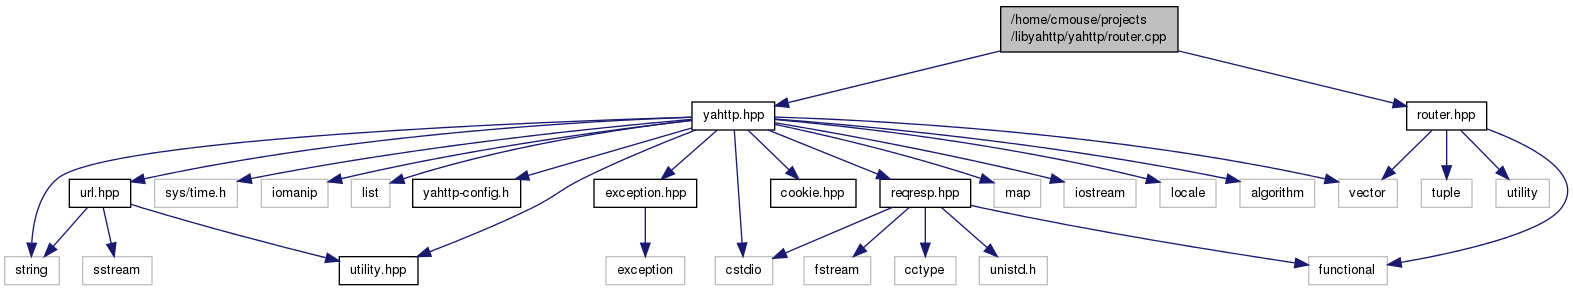 /home/cmouse/projects
/libyahttp/yahttp/router.cpp
yahttp.hpp
router.hpp
url.hpp
sys/time.h
iomanip
list
yahttp-config.h
exception.hpp
cookie.hpp
reqresp.hpp
map
iostream
locale
algorithm
vector
tuple
utility
string
sstream
utility.hpp
exception
cstdio
fstream
cctype
unistd.h
functional